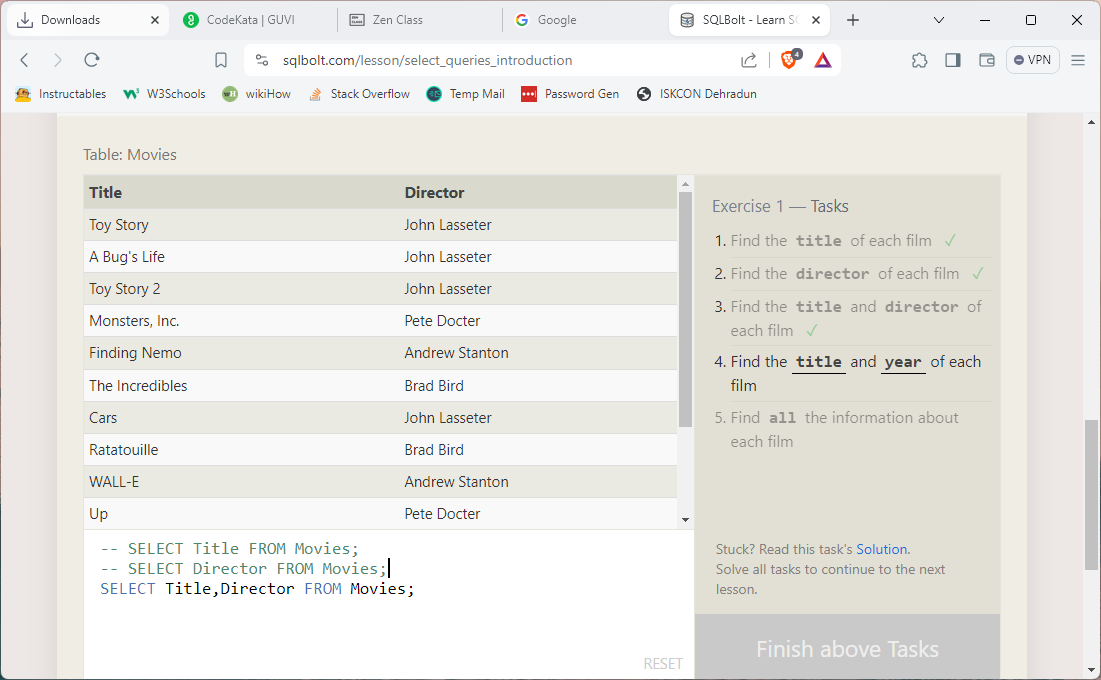 Downloads
CodeKata | GUVI
Zen Class
Google
SQLBolt - Learn S
sqlbolt.com/lesson/select_queries_introduction
4
VPN
Instructables
W3Schools
wikiHow
Stack Overflow
Temp Mail
Password Gen
ISKCON Dehradun
Table: Movies
Title Director
Toy Story John Lasseter
A Bug's Life John Lasseter
Toy Story 2 John Lasseter
Monsters, Inc. Pete Docter
Finding Nemo Andrew Stanton
The Incredibles Brad Bird
Cars John Lasseter
Ratatouille Brad Bird
WALL-E Andrew Stanton
Up Pete Docter
-- SELECT Title FROM Movies;
-- SELECT Director FROM Movies;
SELECT Title,Director FROM Movies;
RESET
Exercise 1 — Tasks
1. Find the title of each film ✓
2. Find the director of each film ✓
3. Find the title and director of
each film ✓
4. Find the title and year of each
film
5. Find all the information about
each film
Stuck? Read this task's Solution.
Solve all tasks to continue to the next
lesson.
Finish above Tasks